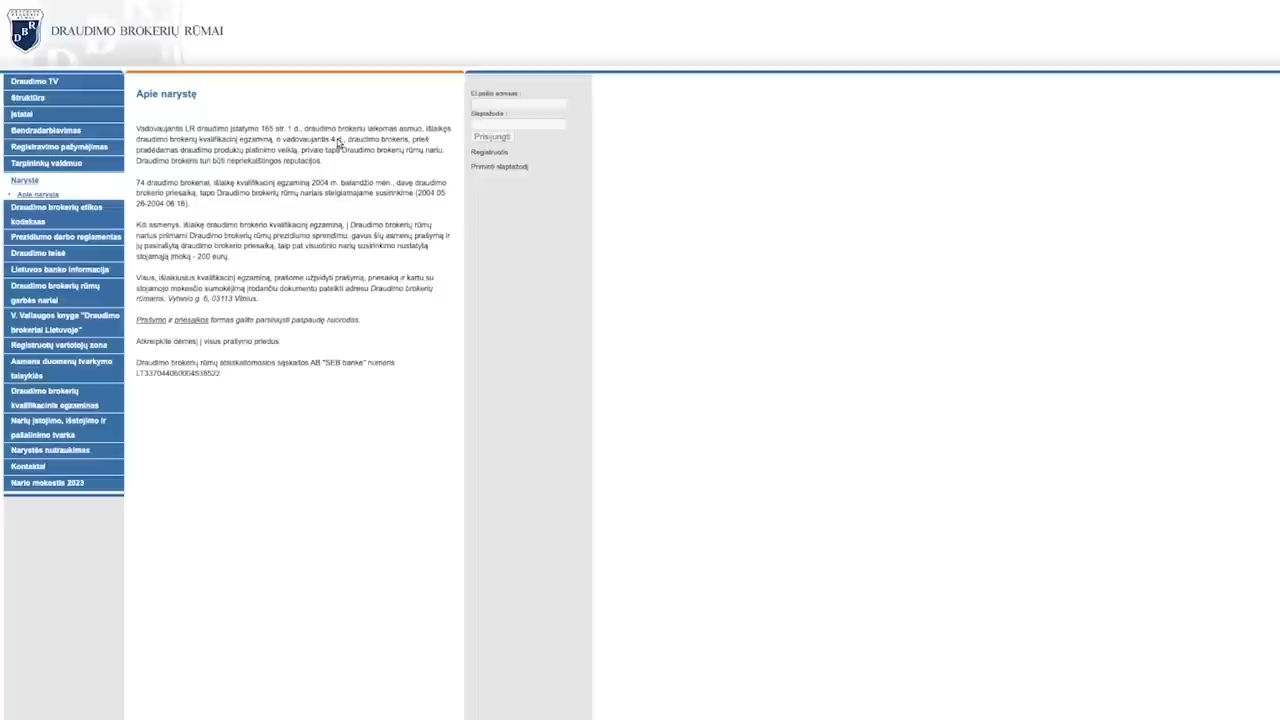 DRAUDIMO BROKERIŲ RŪMAI
Draudimo TV
Struktūra
Įstatai
Bendradarbiavimas
Registravimo pažymėjimas
Tarpininkų valdmuo
Narystė
Apie narystę
Draudimo brokerių etikos
kodeksas
Prezidiumo darbo reglamentas
Draudimo teisė
Lietuvos banko informacija
Draudimo brokerių rūmų
garbės nariai
V. Vallaugos knyga "Draudimo
brokeriai Lietuvoje"
Registruotų vartotojų zona
Asmens duomenų tvarkymo
taisyklės
Draudimo brokerių
kvalifikacinis egzaminas
Narių įstojimo, išstojimo ir
pašalinimo tvarka
Narystės nutraukimas
Kontaktai
Nario mokestis 2023
Apie narystę
Vadovaujantis LR draudimo įstatymo 165 str. 1 d., draudimo brokeriu laikomas asmuo, išlaikęs
draudimo brokerių kvalifikacinį egzaminą, o vadovaujantis 4 d., draudimo brokeris, prieš
pradėdamas draudimo produktų platinimo veiklą, privalo tapti Draudimo brokerių rūmų nariu.
Draudimo brokeris turi būti nepriekaištingos reputacijos.
74 draudimo brokeriai, išlaikę kvalifikacinį egzaminą 2004 m. balandžio mėn., davę draudimo
brokerio priesaiką, tapo Draudimo brokerių rūmų nariais steigiamajame susirinkime (2004 05
26-2004 06 16).
Kiti asmenys, išlaikę draudimo brokerio kvalifikacinį egzaminą, į Draudimo brokerių rūmų
narius priimami Draudimo brokerių rūmų prezidiumo sprendimu, gavus šių asmenų prašymą ir
jų pasirašytą draudimo brokerio priesaiką, taip pat visuotinio narių susirinkimo nustatytą
stojamąją įmoką - 200 eurų.
Visus, išlaikiusius kvalifikacinį egzaminą, prašome užpildyti prašymą, priesaiką ir kartu su
stojamojo mokesčio sumokėjimą įrodančiu dokumentu pateikti adresu Draudimo brokerių
rūmams, Vytenio g. 6, 03113 Vilnius.
Prašymo ir priesaikos formas galite parsisiųsti paspaudę nuorodas.
Atkreipkite dėmesį į visus prašymo priedus
Draudimo brokerių rūmų atsiskaitomosios sąskaitos AB "SEB banke" numeris
El.pašto adresas :
Slaptažodis :
Prisijungti
Registruotis
Priminti slaptažodį